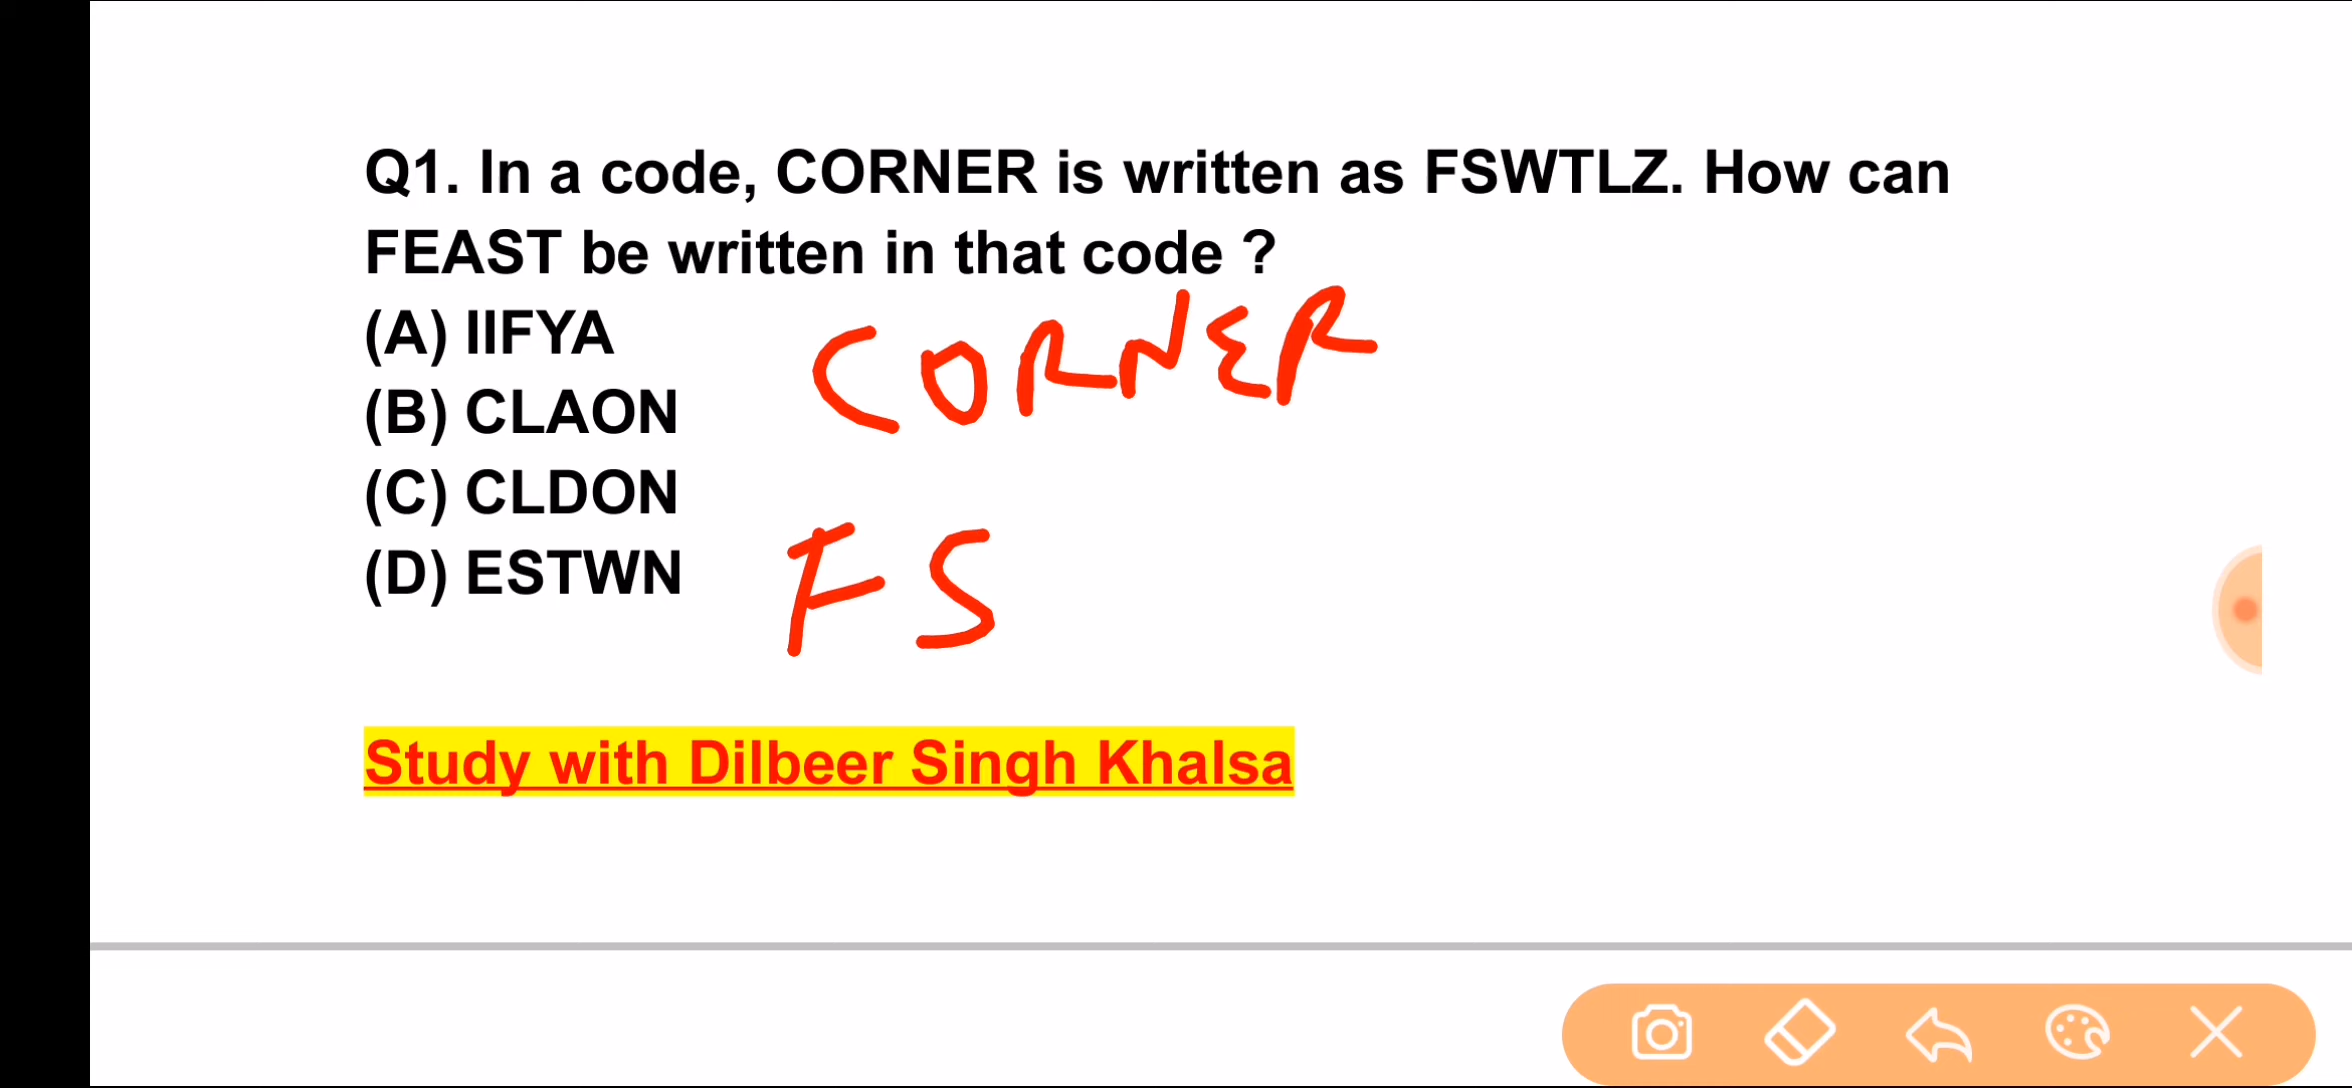 Q1. In a code, CORNER is written as FSWTLZ. How can
FEAST be written in that code ?
(A) IIFYA
(B) CLAON
(C) CLDON
(D) ESTWN
CORNER
FS
Study with Dilbeer Singh Khalsa